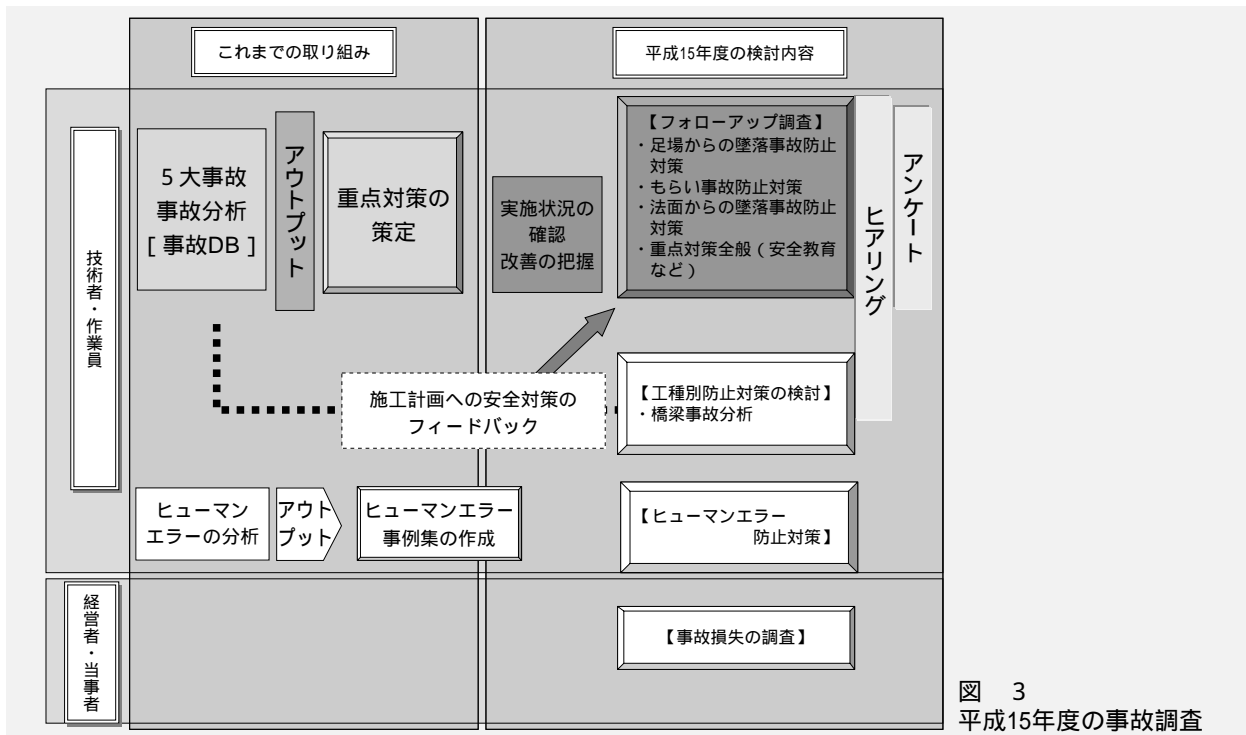 これまでの取り組み
平成15年度の検討内容
技術者・作業員
5大事故
事故分析
[ 事故DB ]
アウトプット
重点対策の
策定
実施状況の
確認
改善の把握
【フォローアップ調査】
・足場からの墜落事故防止
対策
・もらい事故防止対策
・法面からの墜落事故防止
対策
・重点対策全般（安全教育
など）
ヒアリング
アンケート
施工計画への安全対策の
フィードバック
【工種別防止対策の検討】
・橋梁事故分析
ヒューマン
エラーの分析
アウト
プット
ヒューマンエラー
事例集の作成
【ヒューマンエラー
防止対策】
経営者・当事者
【事故損失の調査】
図　3
平成15年度の事故調査